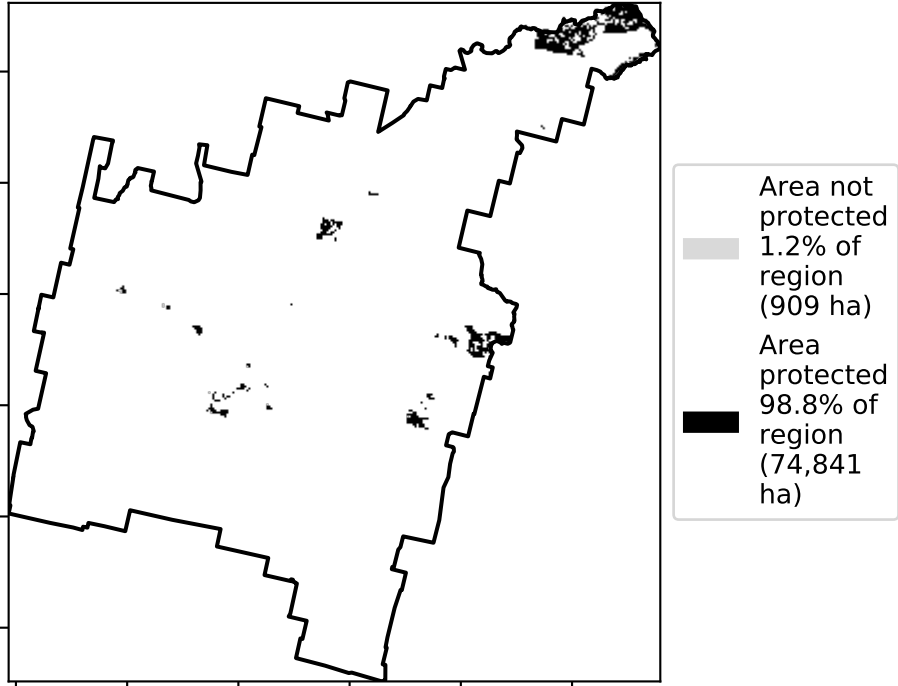 Area not
protected
1.2% of
region
(909 ha)
Area
protected
98.8% of
region
(74,841
ha)